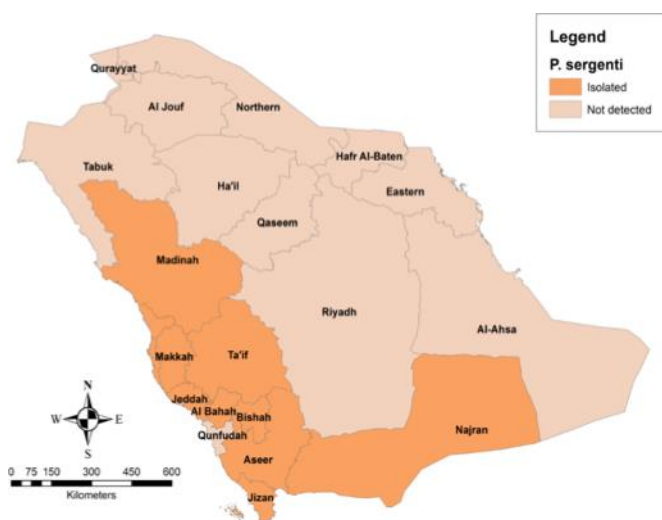 Legend
P. sergenti
Isolated
Not detected
Qurayyat
Al Jouf
Northern
Tabuk
Ha'il
Hafr Al-Baten
Eastern
Qaseem
Madinah
Riyadh
Al-Ahsa
Makkah
Ta'if
Jeddah
Al Bahah
Bishah
Qunfudah
Najran
Aseer
Jizan
N
W
E
S
0 75 150 300 450 600
Kilometers